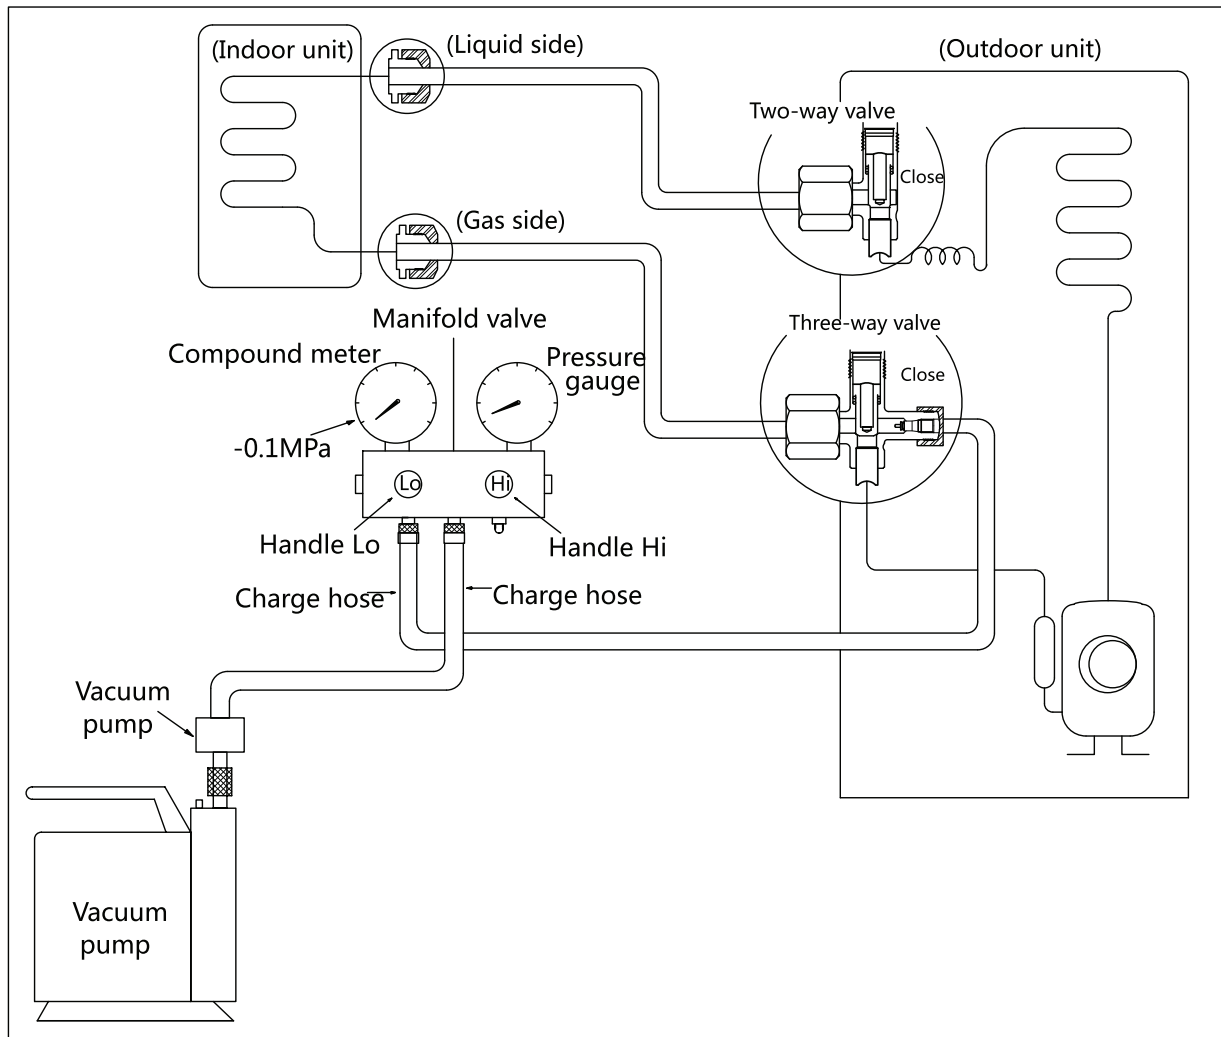 (Indoor unit)
(Liquid side)
(Outdoor unit)
Two-way valve
Close
(Gas side)
Manifold valve
Three-way valve
Compound meter
Pressure
gauge
Close
-0.1MPa
Lo
Hi
Handle Lo
Handle Hi
Charge hose
Charge hose
Vacuum
pump
Vacuum
pump